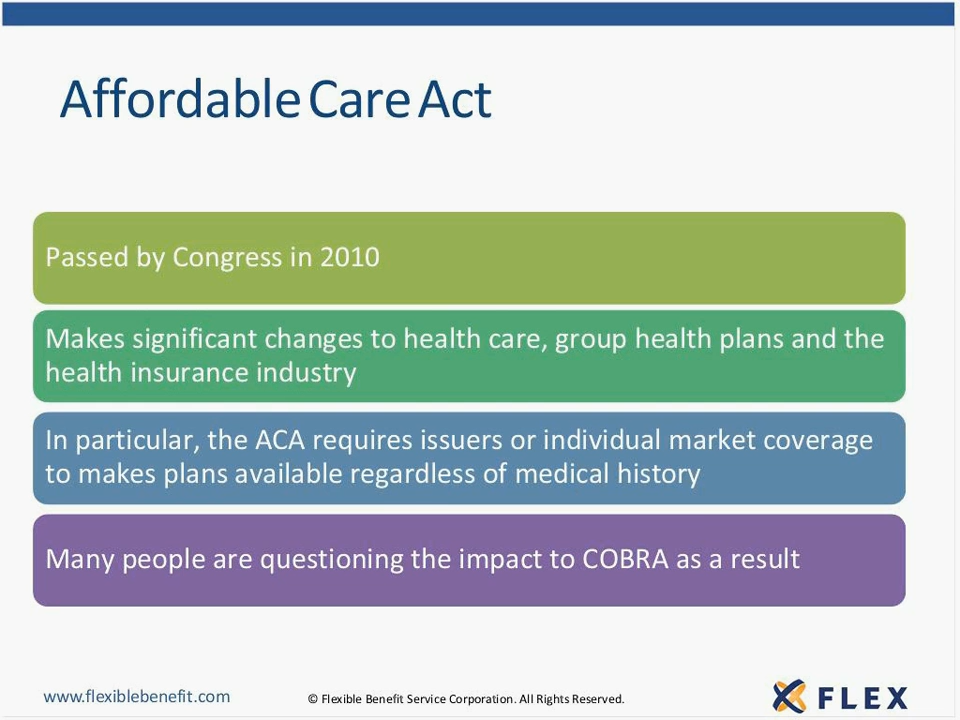 Affordable Care Act
Passed by Congress in 2010
Makes significant changes to health care, group health plans and the
health insurance industry
In particular, the ACA requires issuers or individual market coverage
to makes plans available regardless of medical history
Many people are questioning the impact to COBRA as a result
www.flexiblebenefit.com
© Flexible Benefit Service Corporation. All Rights Reserved.
FLEX